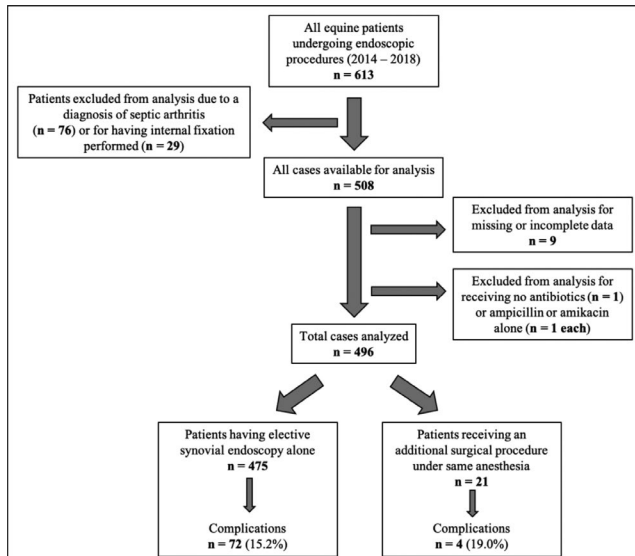 All equine patients
undergoing endoscopic
procedures (2014 – 2018)
n = 613
Patients excluded from analysis due to a
diagnosis of septic arthritis
(n = 76) or for having internal fixation
performed (n = 29)
All cases available for analysis
n = 508
Excluded from analysis for
missing or incomplete data
n = 9
Excluded from analysis for
receiving no antibiotics (n = 1)
or ampicillin or amikacin
alone (n = 1 each)
Total cases analyzed
n = 496
Patients having elective
synovial endoscopy alone
n = 475
Complications
n = 72 (15.2%)
Patients receiving an
additional surgical procedure
under same anesthesia
n = 21
Complications
n = 4 (19.0%)